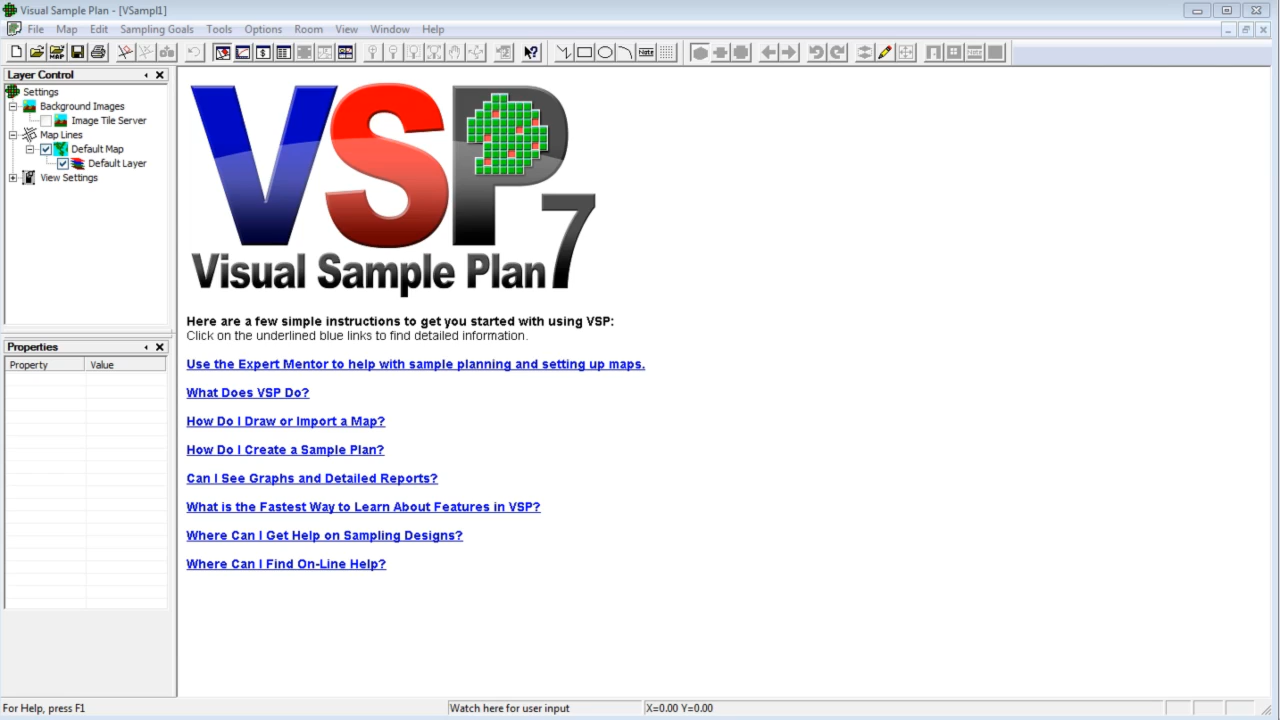 Visual Sample Plan - [VSampl1]
File Map Edit Sampling Goals Tools Options Room View Window Help
MAP
Note
Note
Layer Control
Settings
Background Images
Image Tile Server
Map Lines
Default Map
Default Layer
View Settings
Properties
Property Value
VSP7
Visual Sample Plan
Here are a few simple instructions to get you started with using VSP:
Click on the underlined blue links to find detailed information.
Use the Expert Mentor to help with sample planning and setting up maps.
What Does VSP Do?
How Do I Draw or Import a Map?
How Do I Create a Sample Plan?
Can I See Graphs and Detailed Reports?
What is the Fastest Way to Learn About Features in VSP?
Where Can I Get Help on Sampling Designs?
Where Can I Find On-Line Help?
For Help, press F1
Watch here for user input
X=0.00 Y=0.00